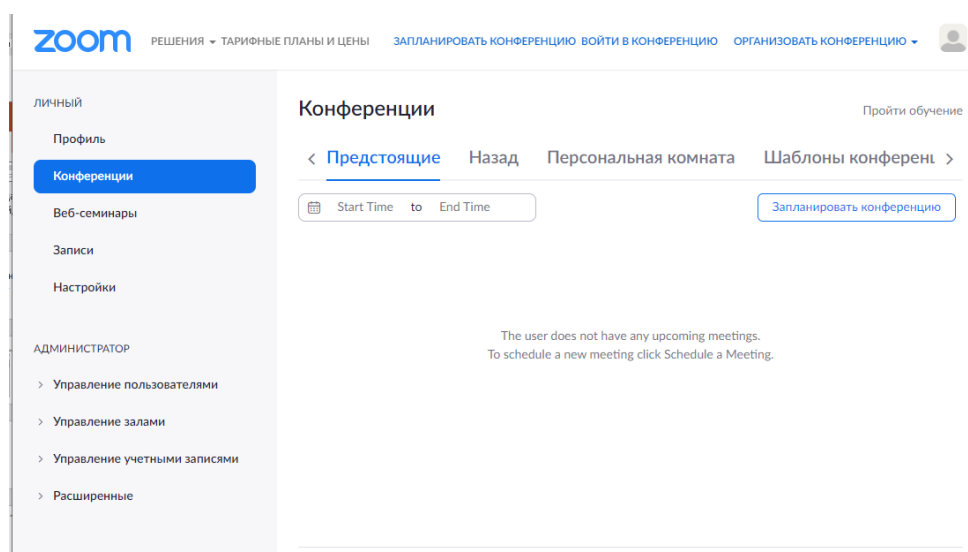 zoom РЕШЕНИЯ ТАРИФНЫЕ ПЛАНЫ И ЦЕНЫ ЗАПЛАНИРОВАТЬ КОНФЕРЕНЦИЮ ВОЙТИ В КОНФЕРЕНЦИЮ ОРГАНИЗОВАТЬ КОНФЕРЕНЦИЮ
ЛИЧНЫЙ
Профиль
Конференции
Веб-семинары
Записи
Настройки
АДМИНИСТРАТОР
Управление пользователями
Управление залами
Управление учетными записями
Расширенные
Конференции
Пройти обучение
Предстоящие Назад Персональная комната Шаблоны конференц
Start Time to End Time
Запланировать конференцию
The user does not have any upcoming meetings.
To schedule a new meeting click Schedule a Meeting.